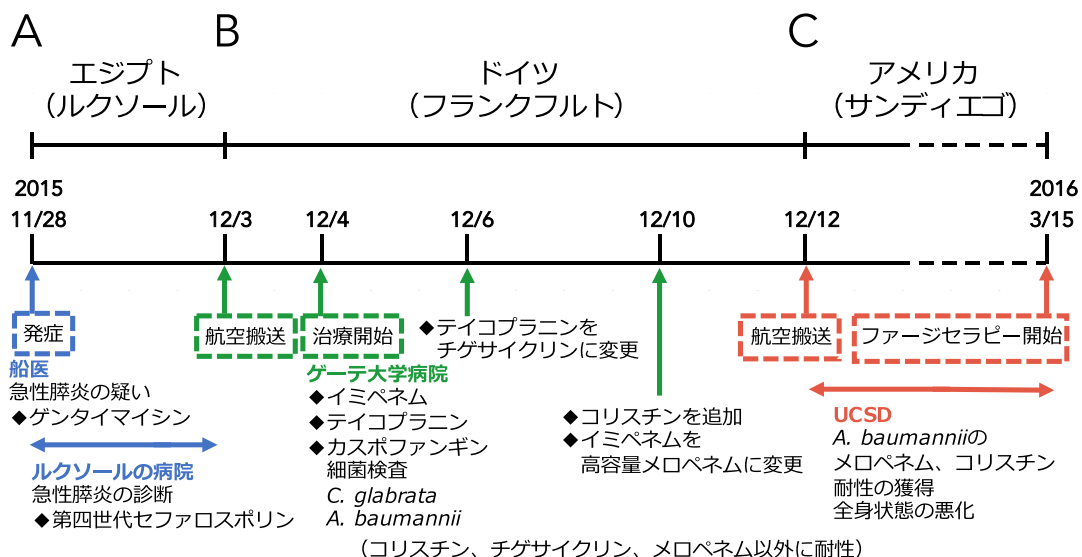 A
B
C
エジプト
（ルクソール）
ドイツ
（フランクフルト）
アメリカ
（サンディエゴ）
2015
11/28
12/3
12/4
12/6
12/10
12/12
2016
3/15
発症
船医
急性膵炎の疑い
◆ゲンタイマイシン
ルクソールの病院
急性膵炎の診断
◆第四世代セファロスポリン
航空搬送
治療開始
ゲーテ大学病院
◆イミペネム
◆テイコプラニン
◆カスポファンギン
細菌検査
C. glabrata
A. baumannii
（コリスチン、チゲサイクリン、メロペネム以外に耐性）
◆テイコプラニンを
チゲサイクリンに変更
◆コリスチンを追加
◆イミペネムを
高容量メロペネムに変更
航空搬送
ファージセラピー開始
UCSD
A. baumanniiの
メロペネム、コリスチン
耐性の獲得
全身状態の悪化